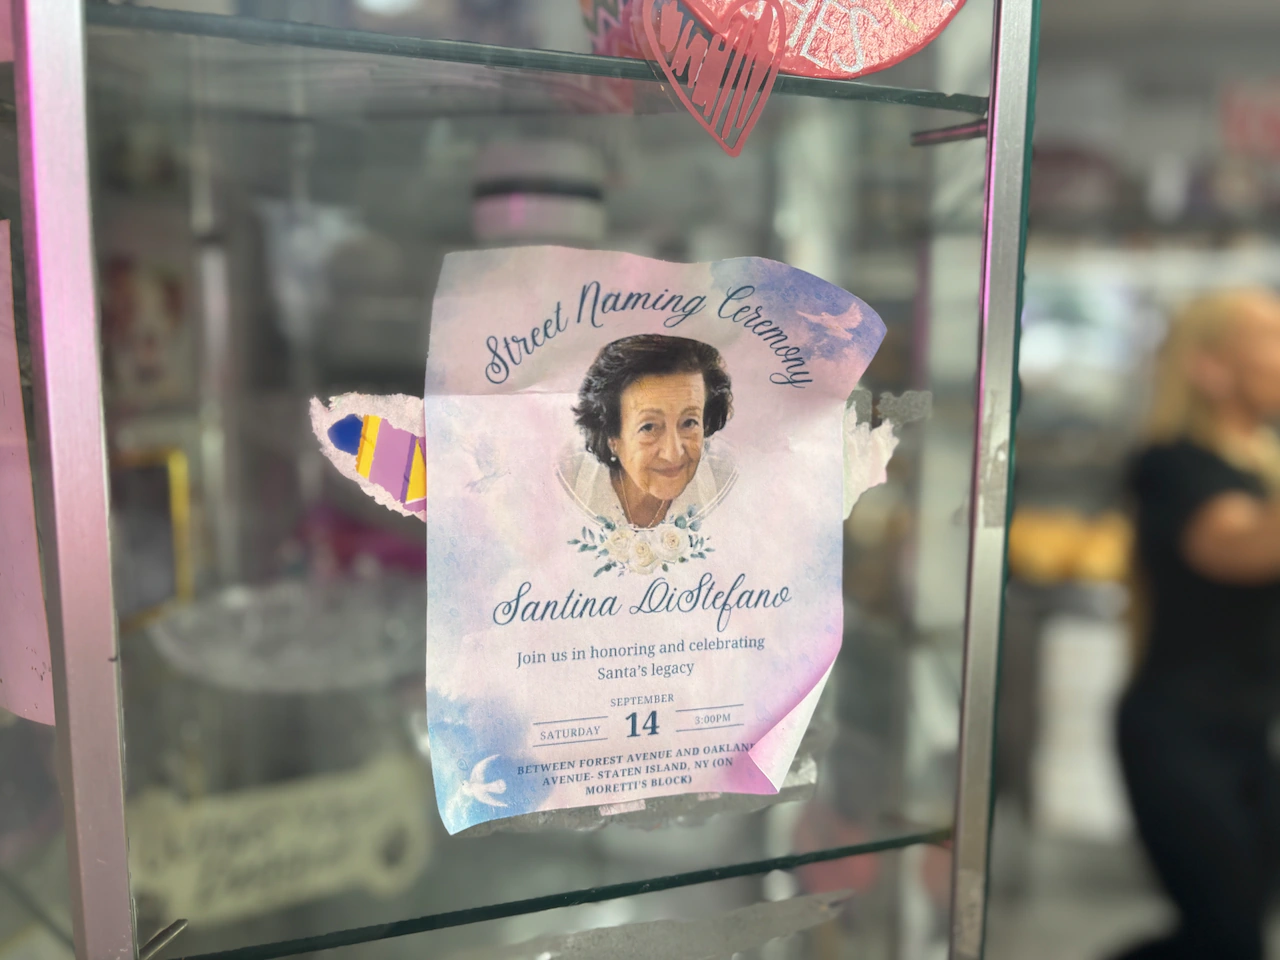 Street Naming Ceremony
Santina DiStefano
Join us in honoring and celebrating
Santa's legacy
SEPTEMBER
SATURDAY 14 3:00PM
BETWEEN FOREST AVENUE AND OAKLAND
AVENUE- STATEN ISLAND, NY (ON
MORETTI'S BLOCK)